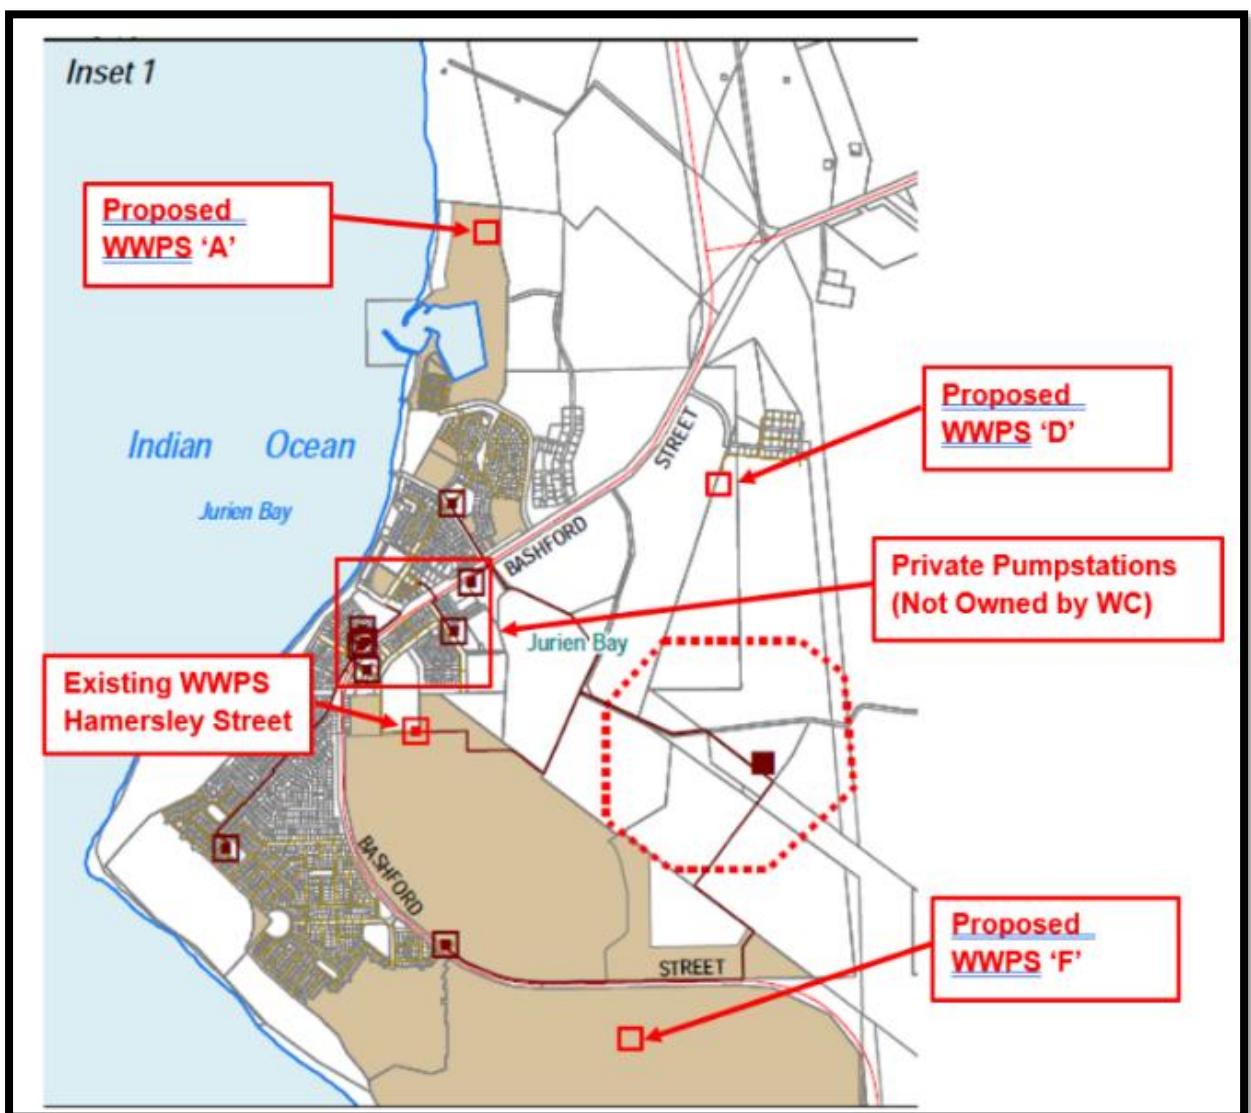 Inset 1
Proposed
WWPS ‘A’
Proposed
WWPS ‘D’
STREET
Indian Ocean
Jurien Bay
BASHFORD
Private Pumpstations
(Not Owned by WC)
Jurien Bay
Existing WWPS
Hamersley Street
BASHFORD
Proposed
WWPS ‘F’
STREET